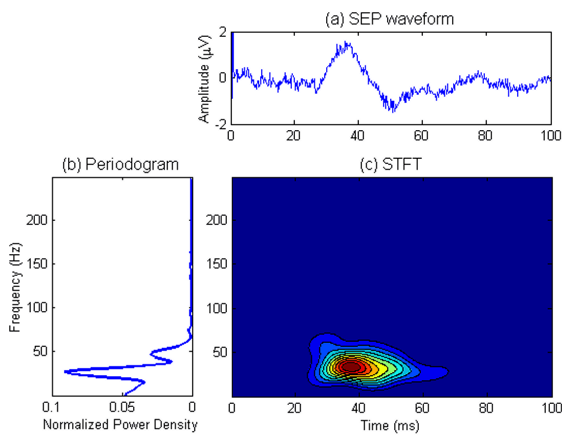 (a) SEP waveform
Amplitude (μV)
2
0
-2
0 20 40 60 80 100
(b) Periodogram
Frequency (Hz)
200
150
100
50
0.1 0.05 0
Normalized Power Density
(c) STFT
200
150
100
50
0 20 40 60 80 100
Time (ms)